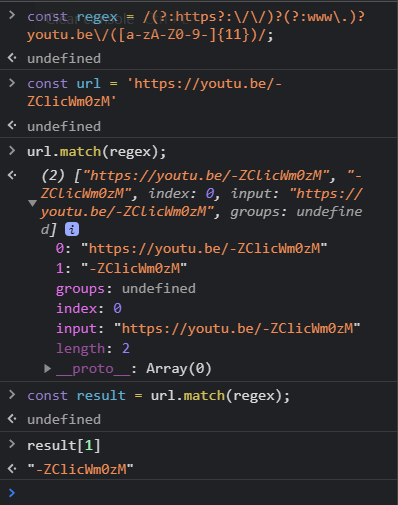 const regex = /(?:https?:\/\/)?(?:www\.)?
youtu.be\/([a-zA-Z0-9-]{11})/;
undefined
const url = 'https://youtu.be/-
ZClicWm0zM'
undefined
url.match(regex);
(2) ["https://youtu.be/-ZClicWm0zM", "-
ZClicWm0zM", index: 0, input: "https://
youtu.be/-ZClicWm0zM", groups: undefine
d]
0: "https://youtu.be/-ZClicWm0zM"
1: "-ZClicWm0zM"
groups: undefined
index: 0
input: "https://youtu.be/-ZClicWm0zM"
length: 2
__proto__: Array(0)
const result = url.match(regex);
undefined
result[1]
"-ZClicWm0zM"